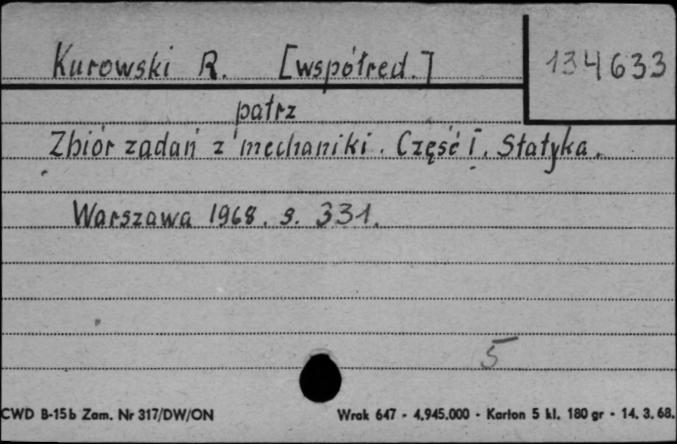 Kurowski R. [współred.] 134633
patrz
Zbiór zadań z mechaniki. Część I. Statyka.
Warszawa 1968. s. 331.
5
CWD B-15b Zam. Nr 317/DW/ON Wrak 647 - 4,945.000 - Karton 5 kl. 180 gr - 14. 3. 68.